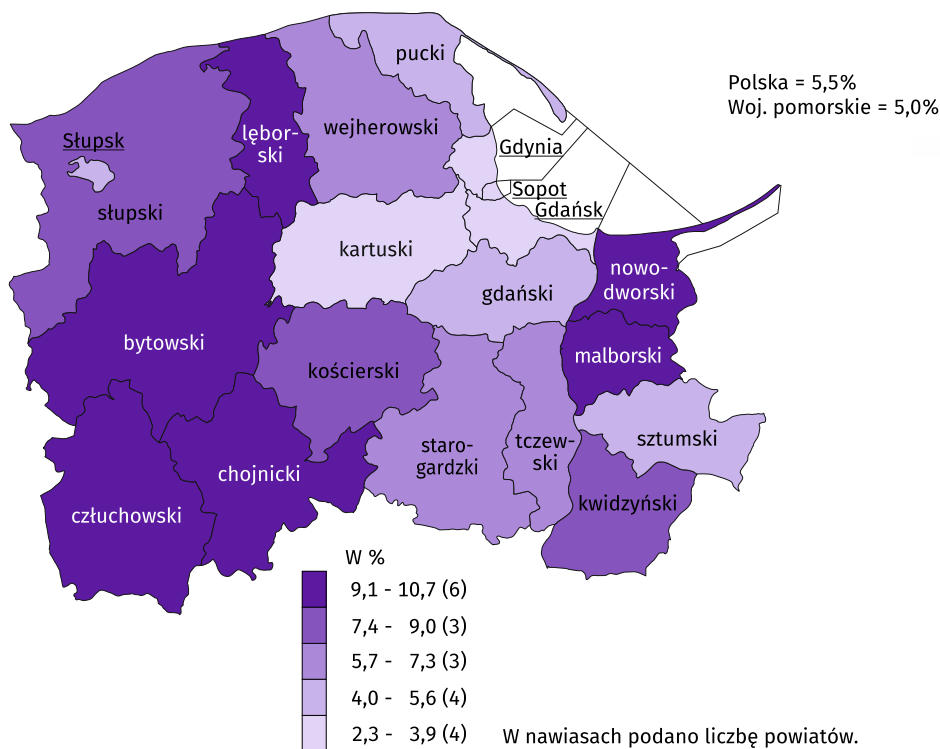 pucki
Polska = 5,5%
Woj. pomorskie = 5,0%
wejherowski
lębor-
ski
Słupsk
Gdynia
Sopot
Gdańsk
słupski
kartuski
nowo-
dworski
gdański
bytowski
malborski
kościerski
staro-
gardzki
tczew-
ski
sztumski
chojnicki
kwidzyński
człuchowski
W %
9,1 - 10,7 (6)
7,4 - 9,0 (3)
5,7 - 7,3 (3)
4,0 - 5,6 (4)
2,3 - 3,9 (4)
W nawiasach podano liczbę powiatów.